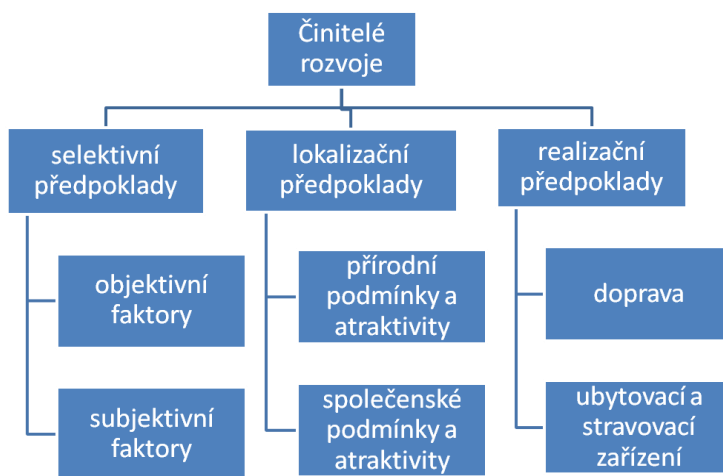 Činitelé
rozvoje
selektivní
předpoklady
objektivní
faktory
subjektivní
faktory
lokalizační
předpoklady
přírodní
podmínky a
atraktivity
společenské
podmínky a
atraktivity
realizační
předpoklady
doprava
ubytovací a
stravovací
zařízení